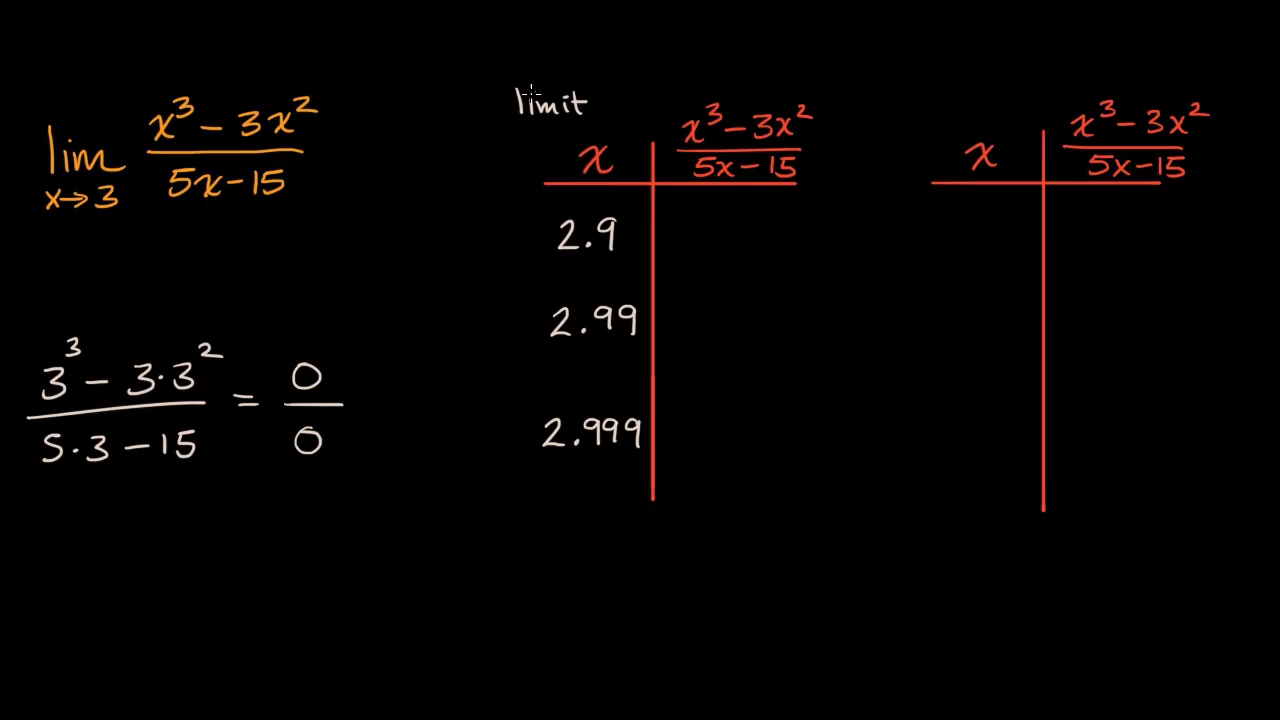 lim x→3 (x³ − 3x²)/(5x − 15)
(3³ − 3·3²)/(5·3 − 15) = 0/0
limit
x | (x³ − 3x²)/(5x − 15)
2.9
2.99
2.999
x | (x³ − 3x²)/(5x − 15)